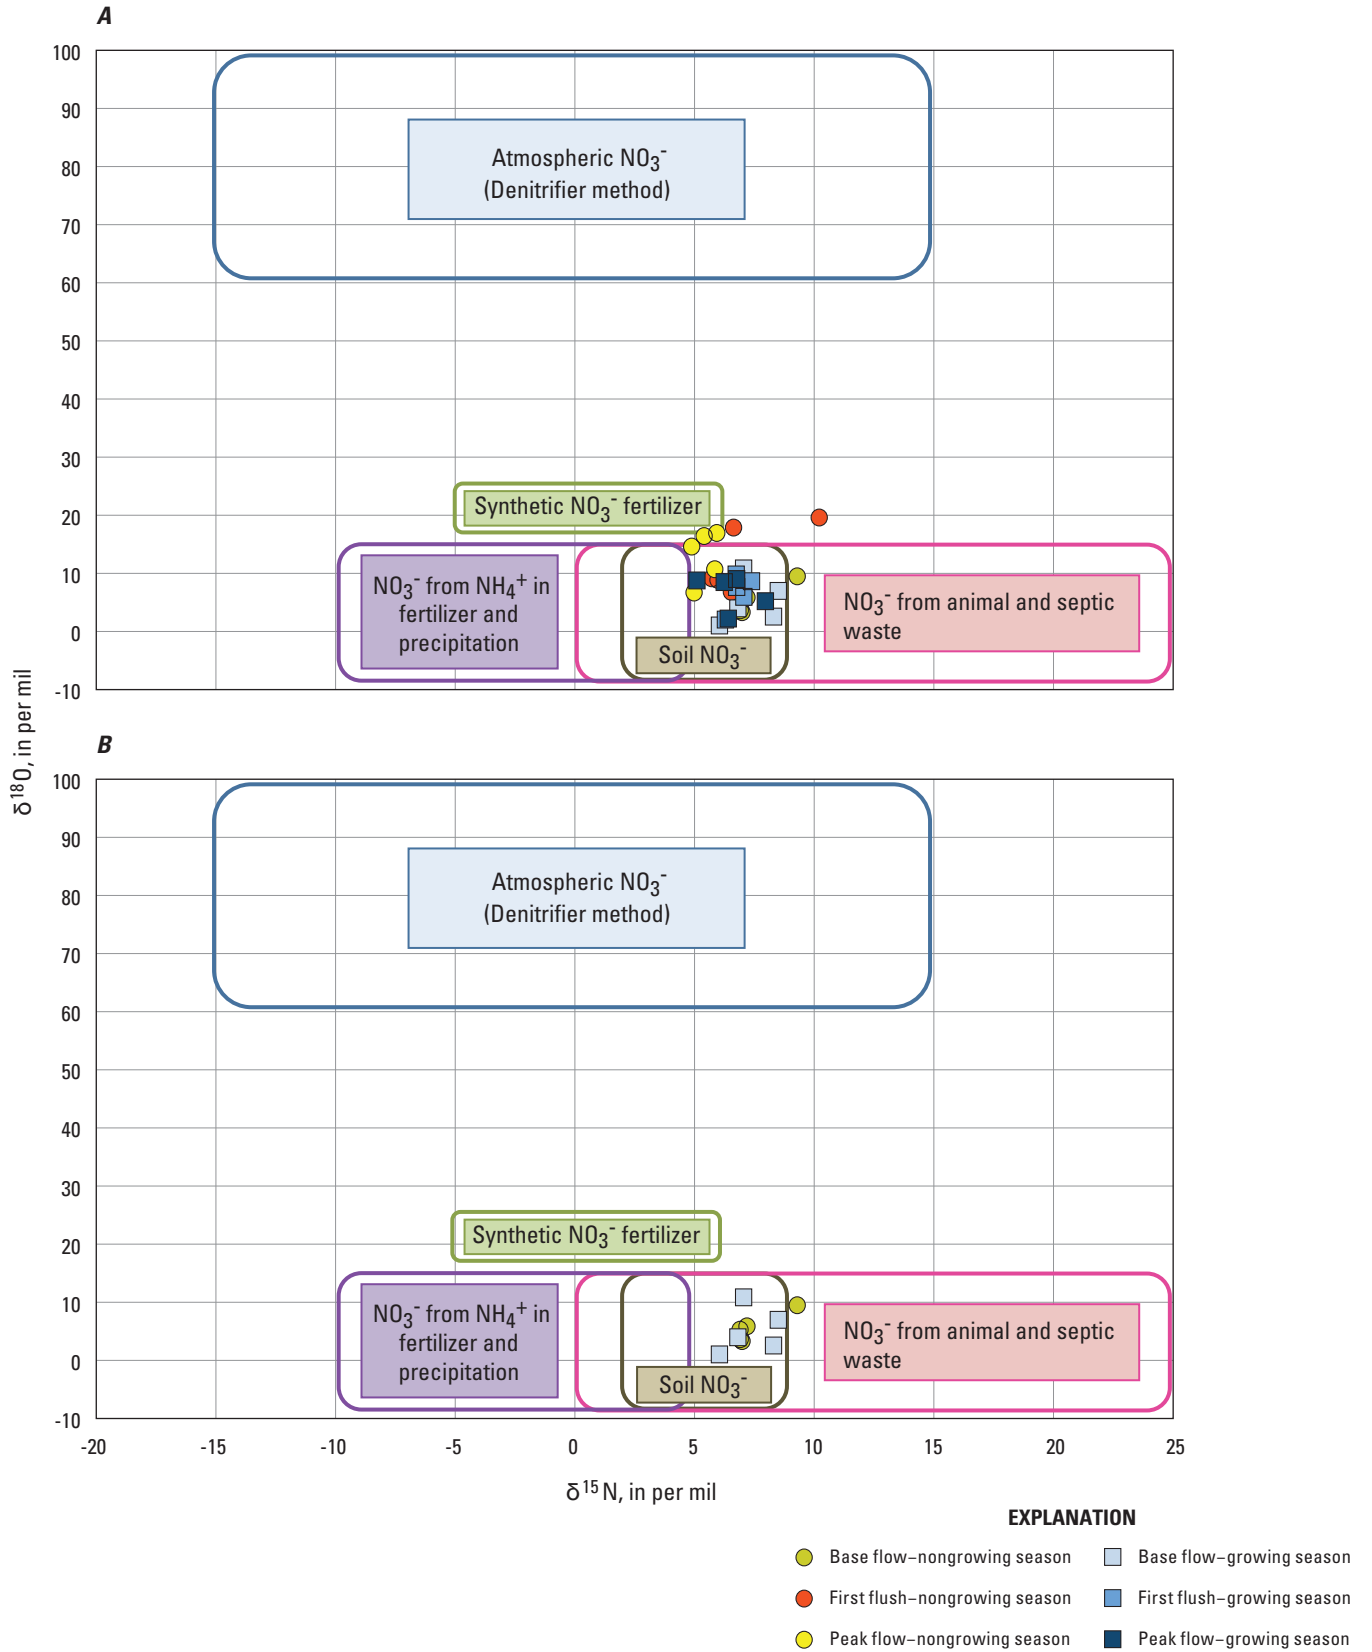 A
100
90
80
70
60
50
40
30
20
10
0
-10
Atmospheric NO₃⁻
(Denitrifier method)
Synthetic NO₃⁻ fertilizer
NO₃⁻ from NH₄⁺ in
fertilizer and
precipitation
Soil NO₃⁻
NO₃⁻ from animal and septic
waste
δ¹⁸O, in per mil
B
100
90
80
70
60
50
40
30
20
10
0
-10
Atmospheric NO₃⁻
(Denitrifier method)
Synthetic NO₃⁻ fertilizer
NO₃⁻ from NH₄⁺ in
fertilizer and
precipitation
Soil NO₃⁻
NO₃⁻ from animal and septic
waste
-20 -15 -10 -5 0 5 10 15 20 25
δ¹⁵N, in per mil
EXPLANATION
Base flow–nongrowing season
First flush–nongrowing season
Peak flow–nongrowing season
Base flow–growing season
First flush–growing season
Peak flow–growing season